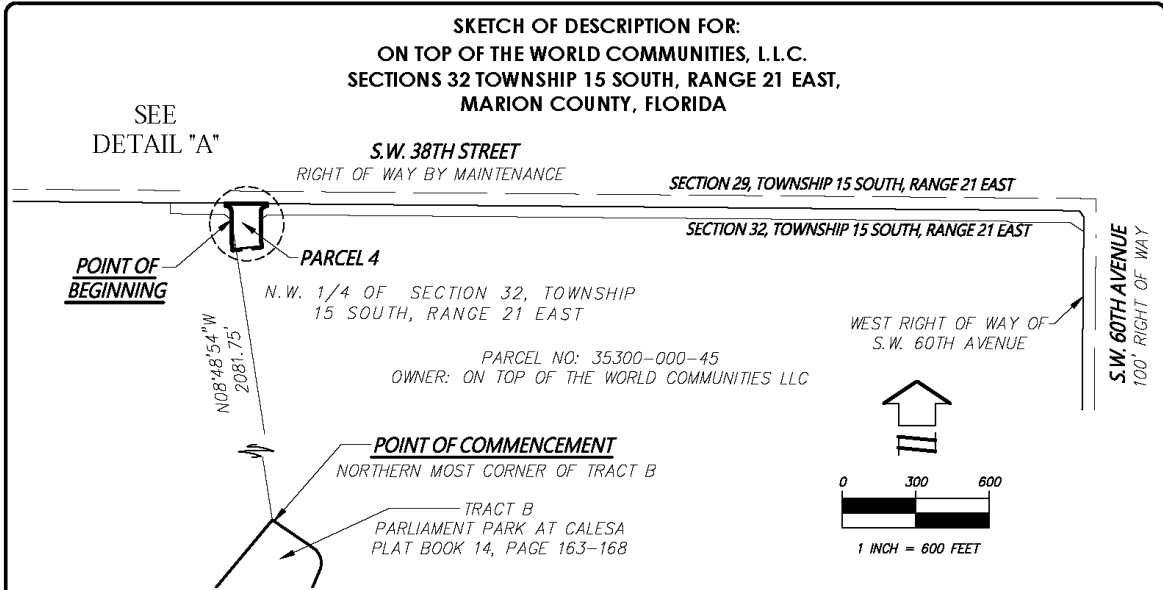 SKETCH OF DESCRIPTION FOR:
ON TOP OF THE WORLD COMMUNITIES, L.L.C.
SECTIONS 32 TOWNSHIP 15 SOUTH, RANGE 21 EAST,
MARION COUNTY, FLORIDA
SEE
DETAIL "A"
S.W. 38TH STREET
RIGHT OF WAY BY MAINTENANCE
SECTION 29, TOWNSHIP 15 SOUTH, RANGE 21 EAST
SECTION 32, TOWNSHIP 15 SOUTH, RANGE 21 EAST
POINT OF
BEGINNING
PARCEL 4
N.W. 1/4 OF SECTION 32, TOWNSHIP
15 SOUTH, RANGE 21 EAST
N08°48'54"W
2081.75'
PARCEL NO: 35300-000-45
OWNER: ON TOP OF THE WORLD COMMUNITIES LLC
WEST RIGHT OF WAY OF
S.W. 60TH AVENUE
S.W. 60TH AVENUE
100' RIGHT OF WAY
POINT OF COMMENCEMENT
NORTHERN MOST CORNER OF TRACT B
TRACT B
PARLIAMENT PARK AT CALESA
PLAT BOOK 14, PAGE 163-168
0 300 600
1 INCH = 600 FEET